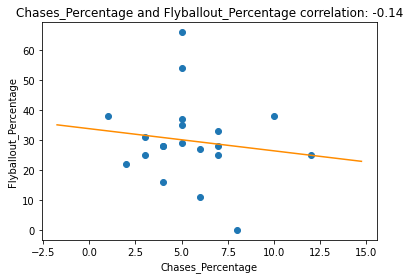 Chases_Percentage and Flyballout_Percentage correlation: -0.14
Flyballout_Percentage
60
50
40
30
20
10
0
-2.5 0.0 2.5 5.0 7.5 10.0 12.5 15.0
Chases_Percentage